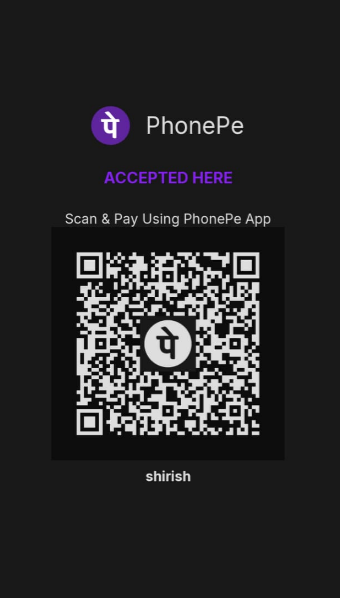 पे PhonePe
ACCEPTED HERE
Scan & Pay Using PhonePe App
पे
shirish